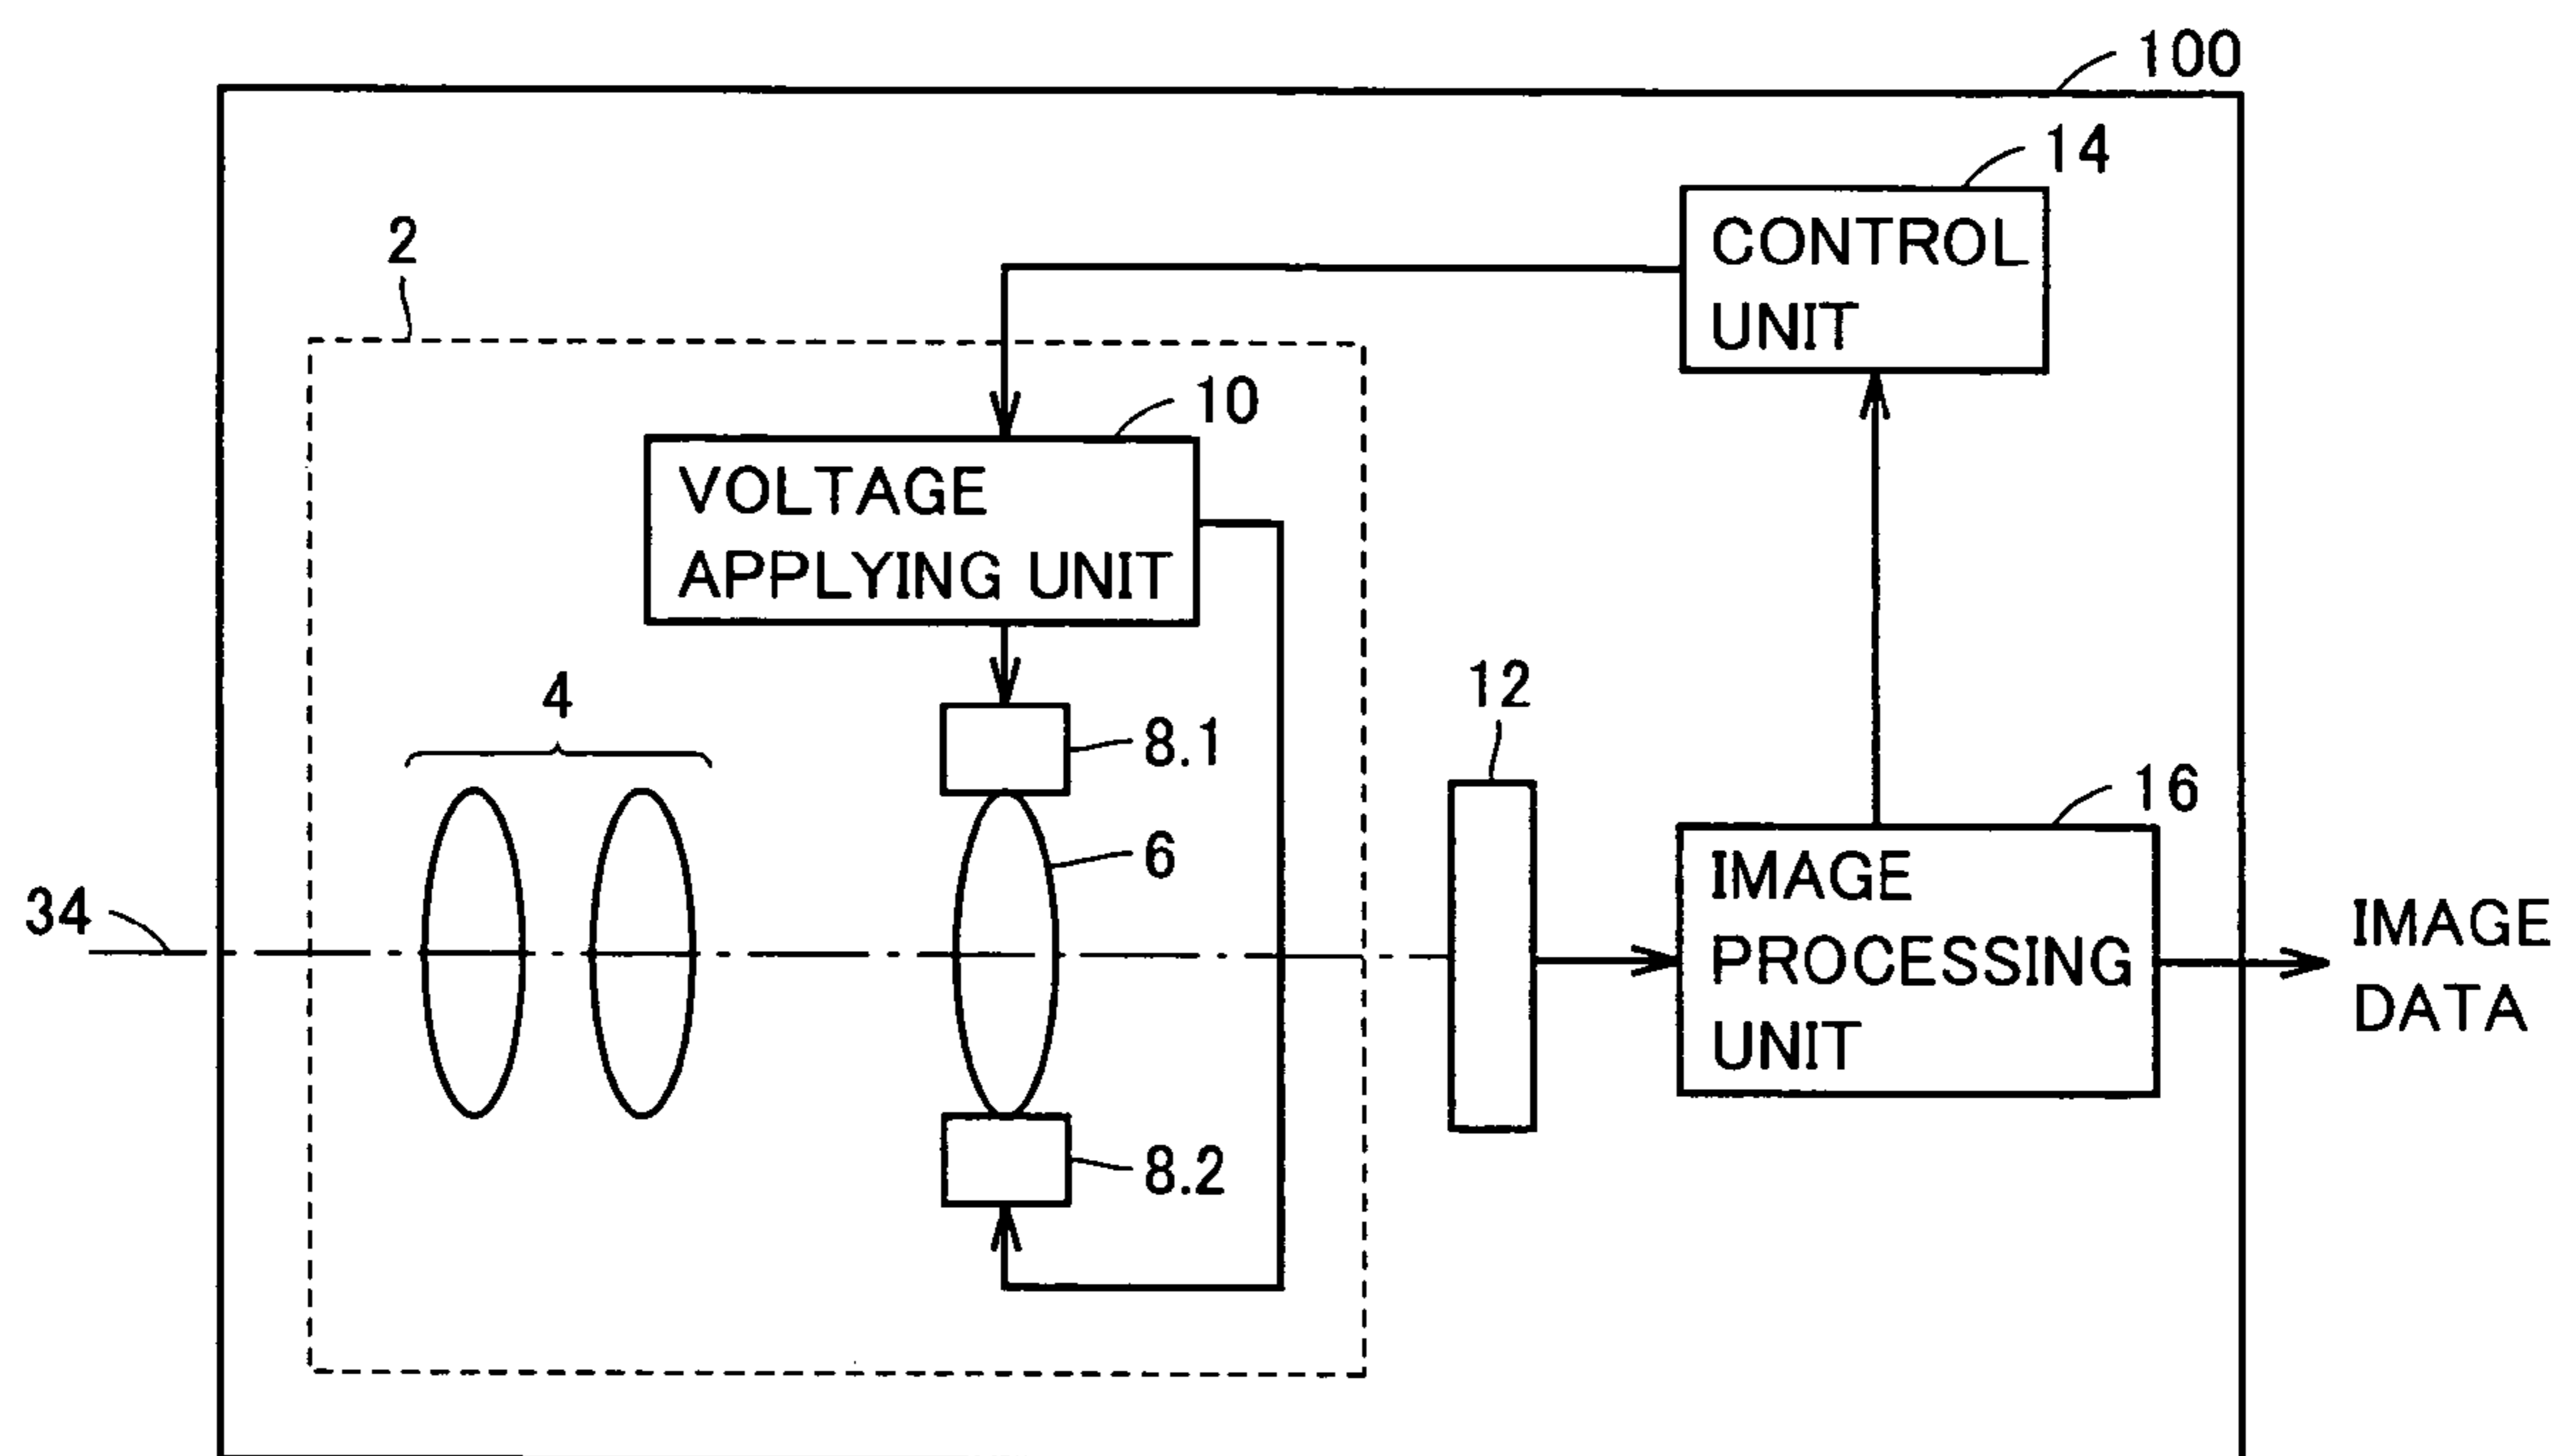 100
14
CONTROL
UNIT
2
10
VOLTAGE
APPLYING UNIT
4
8.1
12
6
16
34
IMAGE
PROCESSING
UNIT
IMAGE
DATA
8.2